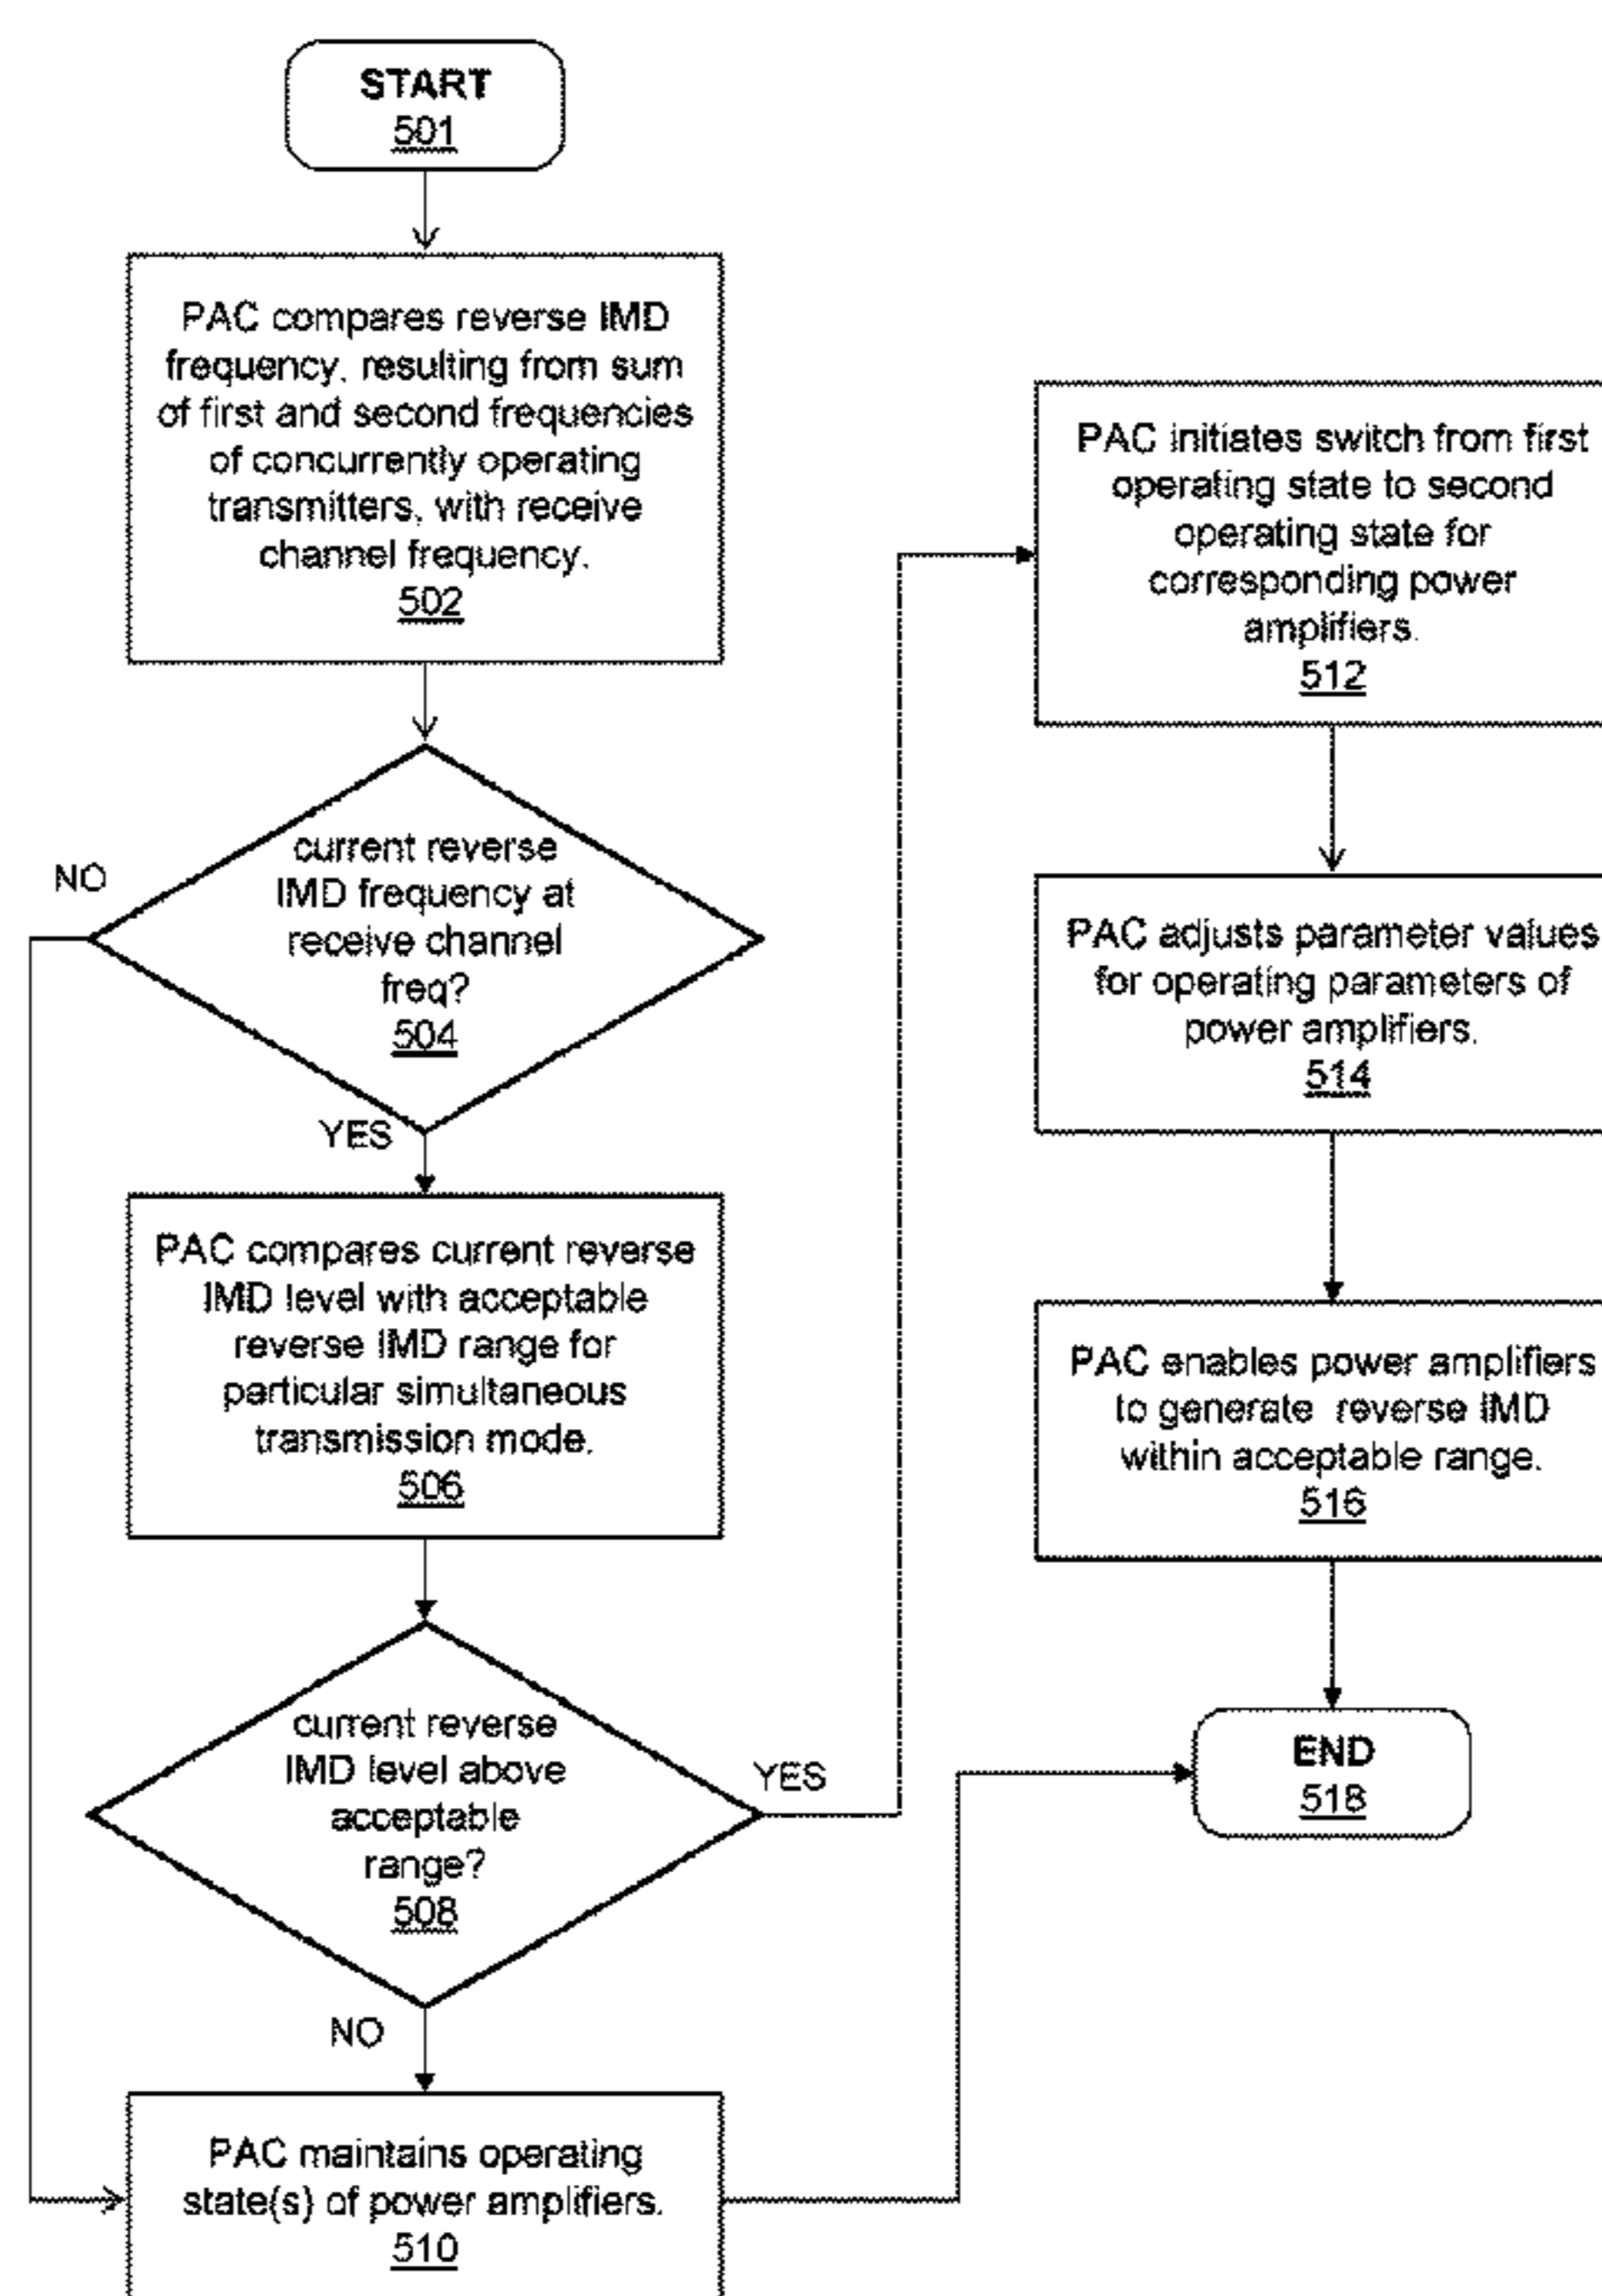 START
501
PAC compares reverse IMD
frequency, resulting from sum
of first and second frequencies
of concurrently operating
transmitters, with receive
channel frequency.
502
current reverse
IMD frequency at
receive channel
freq?
504
NO
YES
PAC compares current reverse
IMD level with acceptable
reverse IMD range for
particular simultaneous
transmission mode.
506
current reverse
IMD level above
acceptable
range?
508
YES
NO
PAC maintains operating
state(s) of power amplifiers.
510
PAC initiates switch from first
operating state to second
operating state for
corresponding power
amplifiers.
512
PAC adjusts parameter values
for operating parameters of
power amplifiers.
514
PAC enables power amplifiers
to generate reverse IMD
within acceptable range.
516
END
518